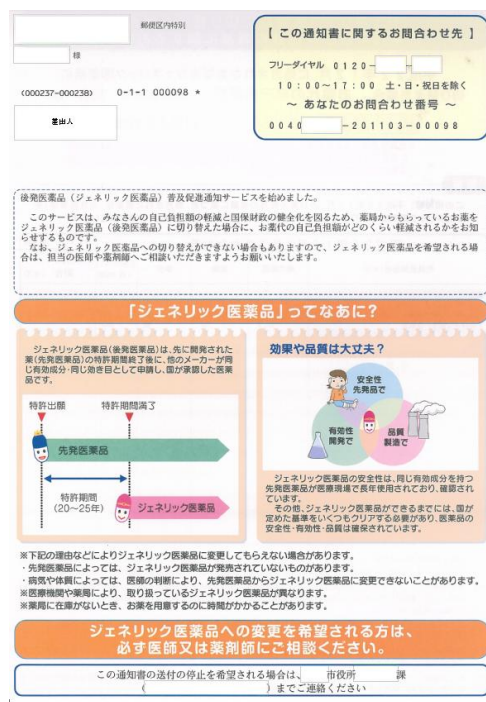 郵便区内特別
様
(000237-000238) 0-1-1 000098 *
差出人
【 この通知書に関するお問合わせ先 】
フリーダイヤル 0120- -
10:00～17:00 土・日・祝日を除く
～ あなたのお問合わせ番号 ～
0040 -201103-00098
後発医薬品（ジェネリック医薬品）普及促進通知サービスを始めました。
このサービスは、みなさんの自己負担額の軽減と国保財政の健全化を図るため、薬局からもらっているお薬を
ジェネリック医薬品（後発医薬品）に切り替えた場合に、お薬代の自己負担額がどのくらい軽減されるかをお知
らせするものです。
なお、ジェネリック医薬品への切り替えができない場合もありますので、ジェネリック医薬品を希望される場
合は、担当の医師や薬剤師へご相談いただきますようお願いいたします。
「ジェネリック医薬品」ってなあに？
ジェネリック医薬品(後発医薬品)は、先に開発された
薬(先発医薬品)の特許期間終了後に、他のメーカーが同
じ有効成分・同じ効き目として申請し、国が承認した医薬
品です。
特許出願 特許期間満了
先発医薬品
特許期間
(20～25年)
ジェネリック医薬品
効果や品質は大丈夫？
安全性
先発品で
有効性
開発で
品質
製造で
ジェネリック医薬品の安全性は、同じ有効成分を持つ
先発医薬品が医療現場で長年使用されており、確認され
ています。
その他、ジェネリック医薬品ができるまでには、国が
定めた基準をいくつもクリアする必要があり、医薬品の
安全性・有効性・品質は確保されています。
※下記の理由などによりジェネリック医薬品に変更してもらえない場合があります。
・先発医薬品によっては、ジェネリック医薬品が発売されていないものがあります。
・病気や体質によっては、医師の判断により、先発医薬品からジェネリック医薬品に変更できないことがあります。
※医療機関や薬局により、取り扱っているジェネリック医薬品が異なります。
※薬局に在庫がないとき、お薬を用意するのに時間がかかることがあります。
ジェネリック医薬品への変更を希望される方は、
必ず医師又は薬剤師にご相談ください。
この通知書の送付の停止を希望される場合は、 市役所 課
( ) までご連絡ください